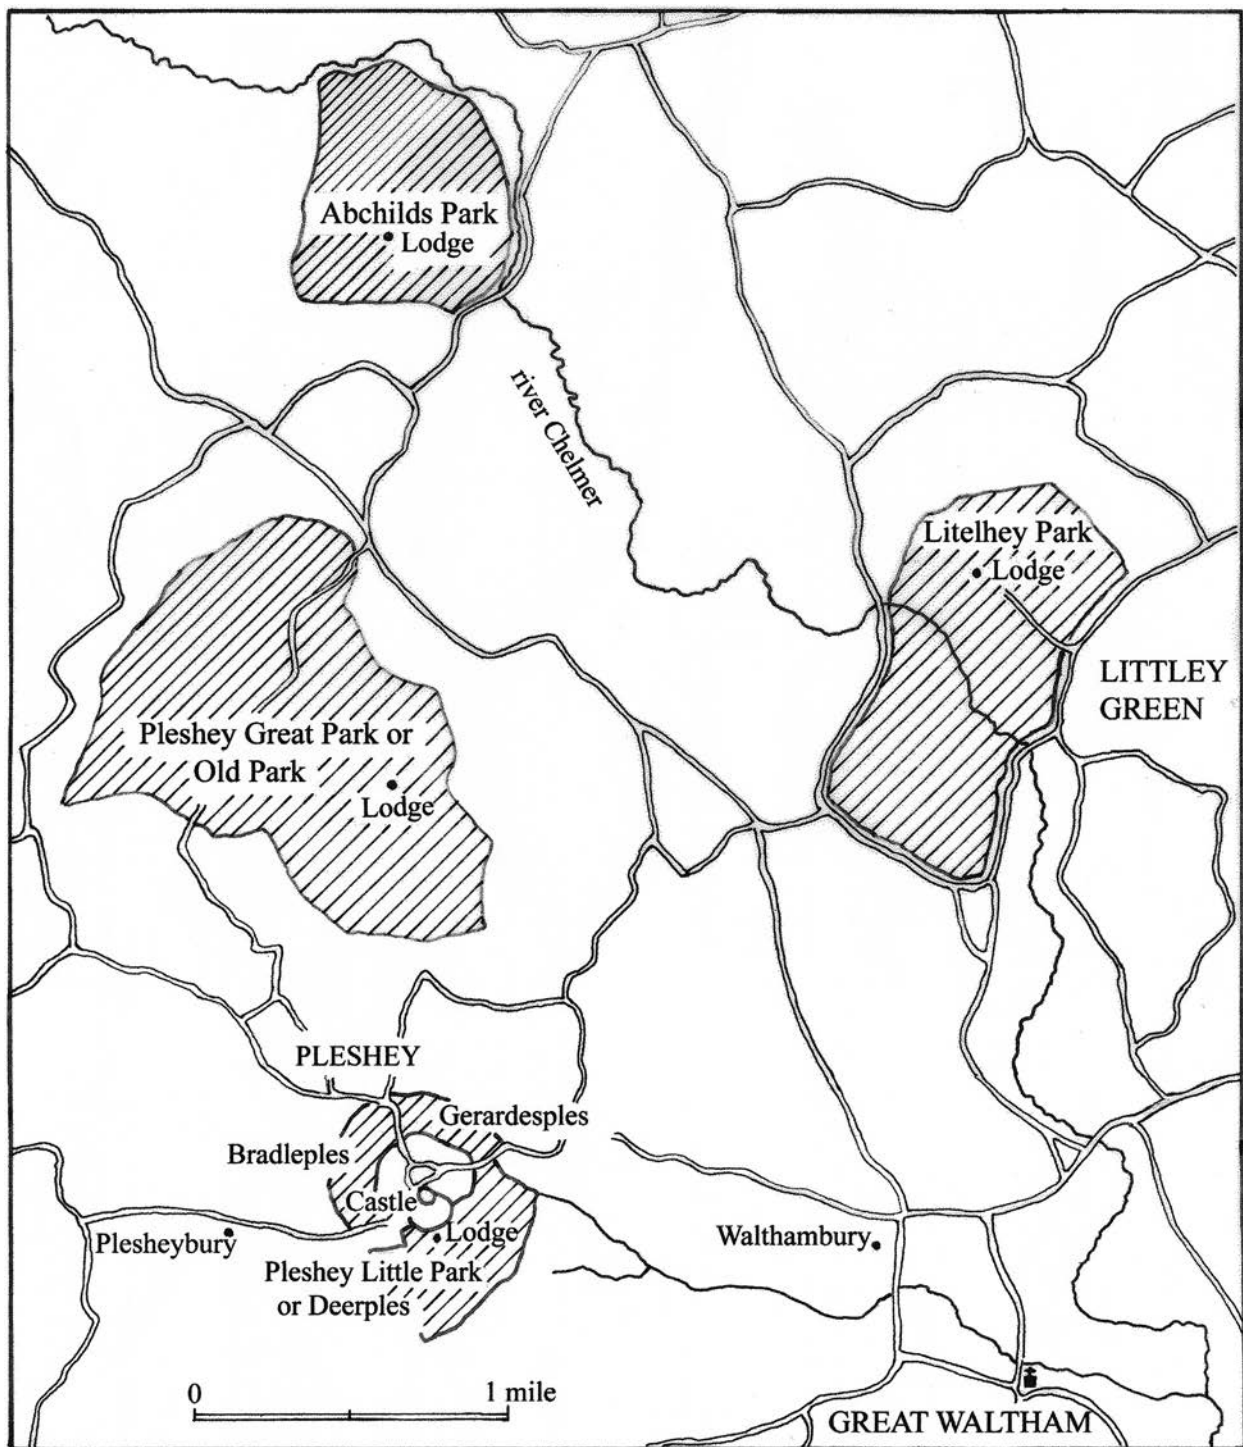 Abchilds Park
Lodge
river Chelmer
Litelhey Park
Lodge
LITTLEY
GREEN
Pleshey Great Park or
Old Park
Lodge
PLESHEY
Gerardesples
Bradleples
Castle
Lodge
Plesheybury
Walthambury
Pleshey Little Park
or Deerples
0 1 mile
GREAT WALTHAM